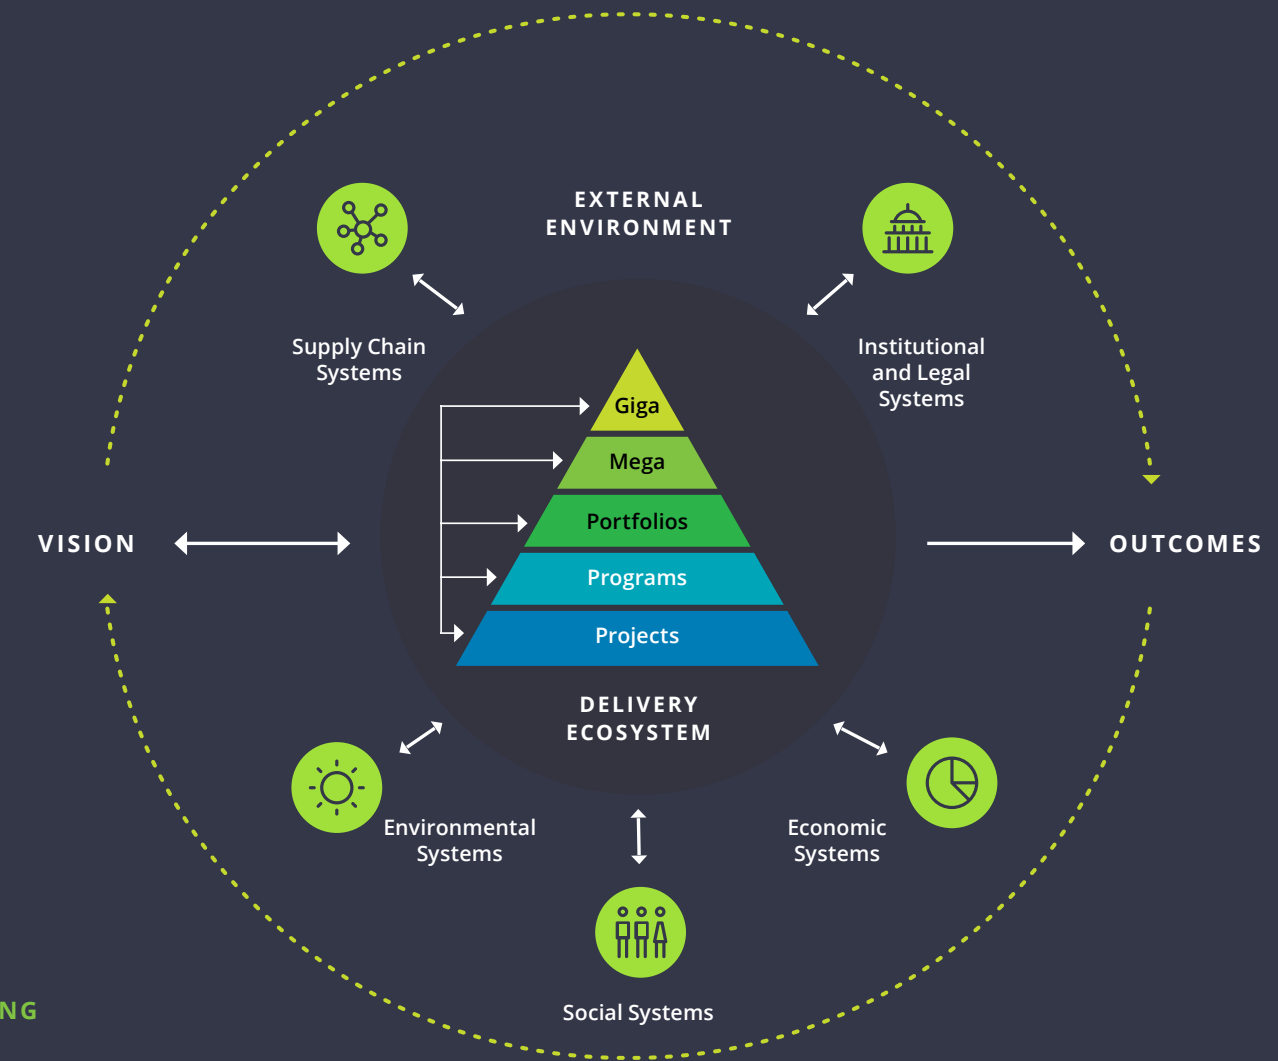 EXTERNAL
ENVIRONMENT
Supply Chain
Systems
Institutional
and Legal
Systems
Giga
Mega
Portfolios
Programs
Projects
VISION
OUTCOMES
DELIVERY
ECOSYSTEM
Environmental
Systems
Economic
Systems
Social Systems
NG